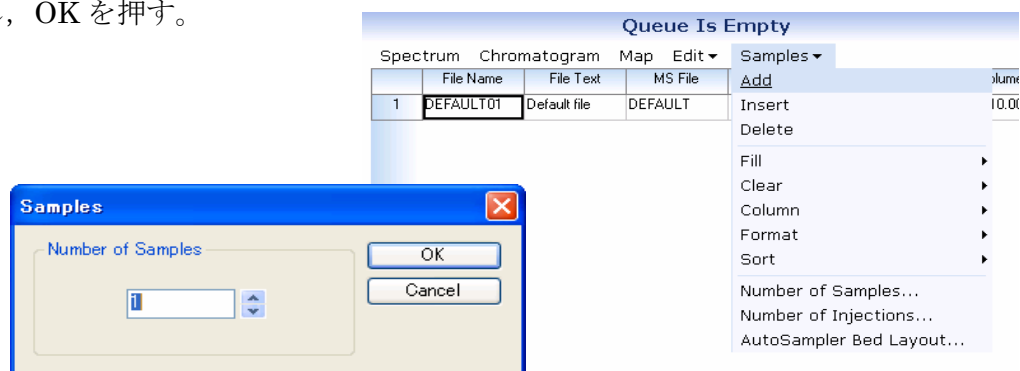 ，OK を押す。
Queue Is Empty
Spectrum Chromatogram Map Edit Samples
File Name File Text MS File
1 DEFAULT01 Default file DEFAULT 10.00
Add
Insert
Delete
Fill
Clear
Column
Format
Sort
Number of Samples...
Number of Injections...
AutoSampler Bed Layout...
Samples
Number of Samples
1
OK
Cancel